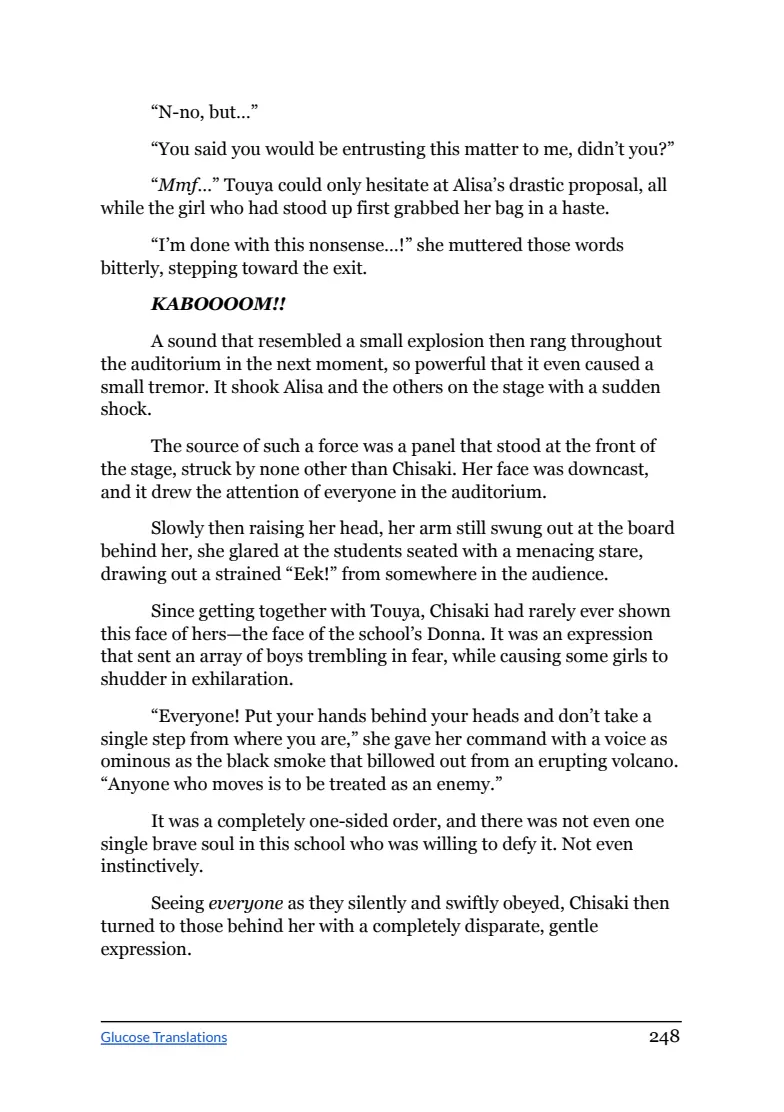 “N-no, but…”
“You said you would be entrusting this matter to me, didn’t you?”
“Mmf…” Touya could only hesitate at Alisa’s drastic proposal, all
while the girl who had stood up first grabbed her bag in a haste.
“I’m done with this nonsense…!” she muttered those words
bitterly, stepping toward the exit.
KABOOOOM!!
A sound that resembled a small explosion then rang throughout
the auditorium in the next moment, so powerful that it even caused a
small tremor. It shook Alisa and the others on the stage with a sudden
shock.
The source of such a force was a panel that stood at the front of
the stage, struck by none other than Chisaki. Her face was downcast,
and it drew the attention of everyone in the auditorium.
Slowly then raising her head, her arm still swung out at the board
behind her, she glared at the students seated with a menacing stare,
drawing out a strained “Eek!” from somewhere in the audience.
Since getting together with Touya, Chisaki had rarely ever shown
this face of hers—the face of the school’s Donna. It was an expression
that sent an array of boys trembling in fear, while causing some girls to
shudder in exhilaration.
“Everyone! Put your hands behind your heads and don’t take a
single step from where you are,” she gave her command with a voice as
ominous as the black smoke that billowed out from an erupting volcano.
“Anyone who moves is to be treated as an enemy.”
It was a completely one-sided order, and there was not even one
single brave soul in this school who was willing to defy it. Not even
instinctively.
Seeing everyone as they silently and swiftly obeyed, Chisaki then
turned to those behind her with a completely disparate, gentle
expression.
Glucose Translations 248